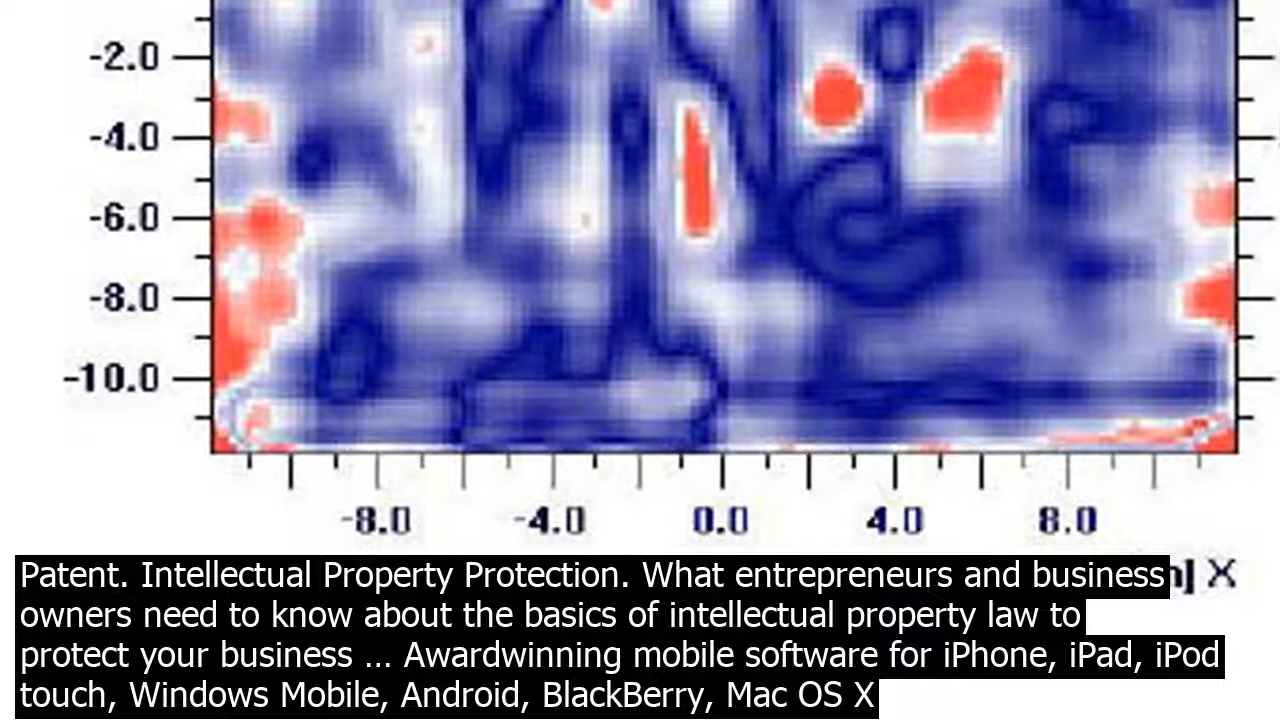 -2.0
-4.0
-6.0
-8.0
-10.0
-8.0 -4.0 0.0 4.0 8.0
] X
Patent. Intellectual Property Protection. What entrepreneurs and business
owners need to know about the basics of intellectual property law to
protect your business ... Awardwinning mobile software for iPhone, iPad, iPod
touch, Windows Mobile, Android, BlackBerry, Mac OS X